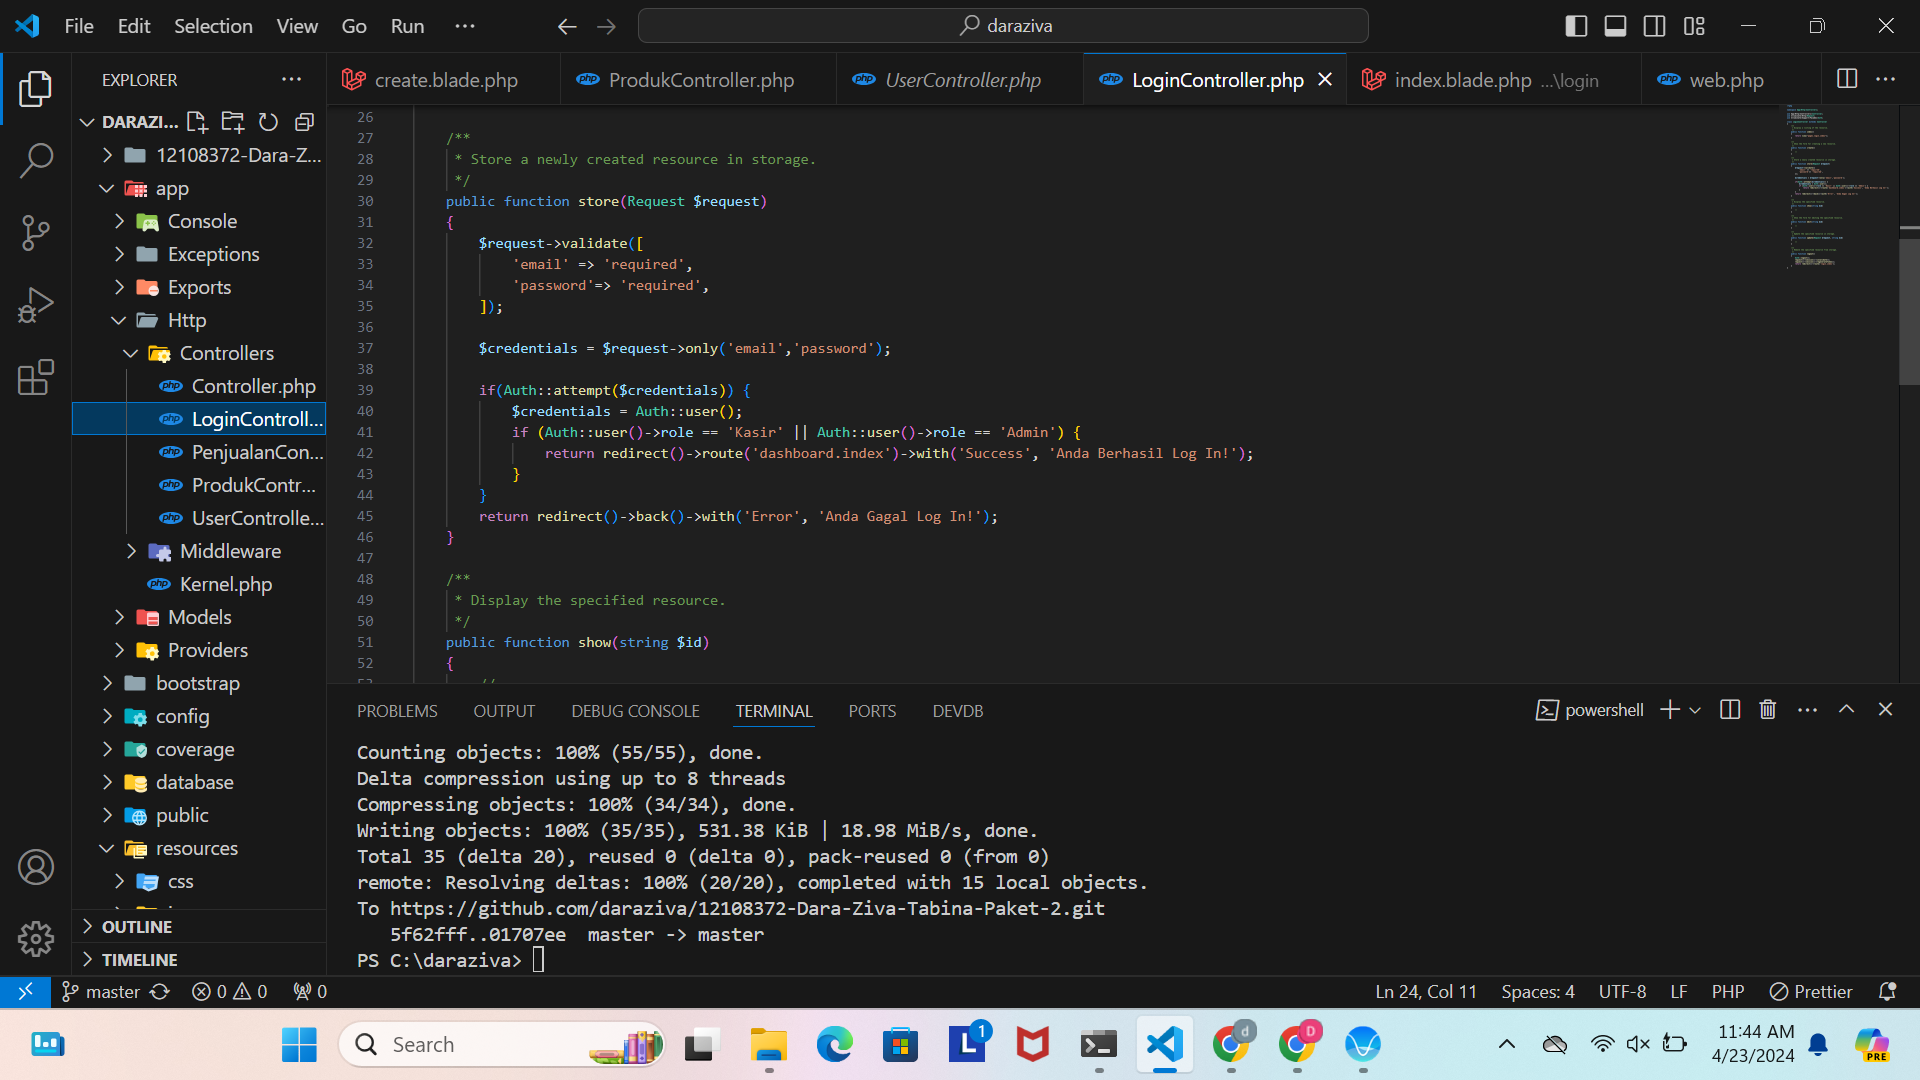 File Edit Selection View Go Run ··· daraziva
EXPLORER ···
create.blade.php ProdukController.php UserController.php LoginController.php index.blade.php ...\login web.php
DARAZI...
12108372-Dara-Z...
app
Console
Exceptions
Exports
Http
Controllers
Controller.php
LoginControll...
PenjualanCon...
ProdukContr...
UserControlle...
Middleware
Kernel.php
Models
Providers
bootstrap
config
coverage
database
public
resources
css
OUTLINE
TIMELINE
26
27 /**
28 * Store a newly created resource in storage.
29 */
30 public function store(Request $request)
31 {
32 $request->validate([
33 'email' => 'required',
34 'password'=> 'required',
35 ]);
36
37 $credentials = $request->only('email','password');
38
39 if(Auth::attempt($credentials)) {
40 $credentials = Auth::user();
41 if (Auth::user()->role == 'Kasir' || Auth::user()->role == 'Admin') {
42 return redirect()->route('dashboard.index')->with('Success', 'Anda Berhasil Log In!');
43 }
44 }
45 return redirect()->back()->with('Error', 'Anda Gagal Log In!');
46 }
47
48 /**
49 * Display the specified resource.
50 */
51 public function show(string $id)
52 {
53 //
PROBLEMS OUTPUT DEBUG CONSOLE TERMINAL PORTS DEVDB powershell
Counting objects: 100% (55/55), done.
Delta compression using up to 8 threads
Compressing objects: 100% (34/34), done.
Writing objects: 100% (35/35), 531.38 KiB | 18.98 MiB/s, done.
Total 35 (delta 20), reused 0 (delta 0), pack-reused 0 (from 0)
remote: Resolving deltas: 100% (20/20), completed with 15 local objects.
To https://github.com/daraziva/12108372-Dara-Ziva-Tabina-Paket-2.git
5f62fff..01707ee master -> master
PS C:\daraziva>
master 0 0 0 Ln 24, Col 11 Spaces: 4 UTF-8 LF PHP Prettier
Search L 1 d D PRE
11:44 AM
4/23/2024